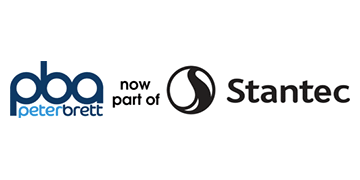 pba
peterbrett
now
part of
Stantec